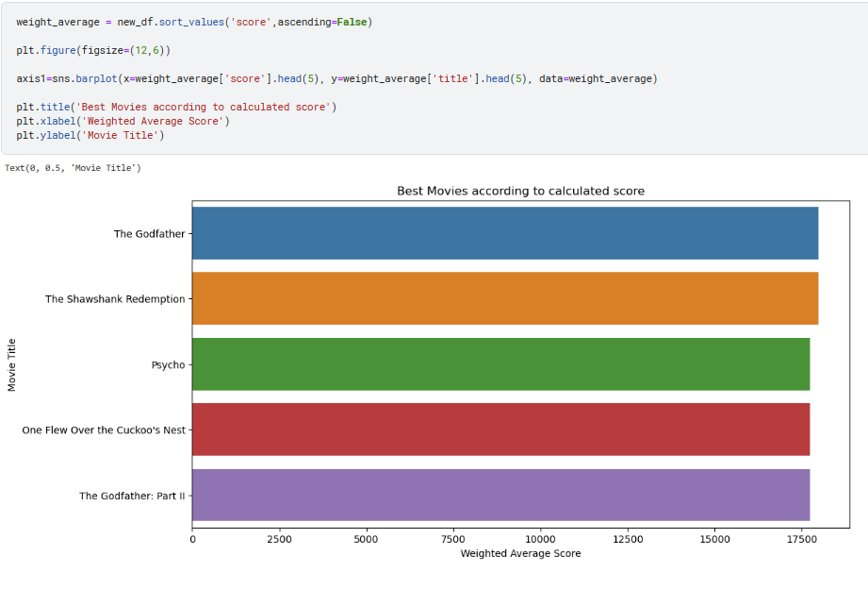 weight_average = new_df.sort_values('score',ascending=False)
plt.figure(figsize=(12,6))
axis1=sns.barplot(x=weight_average['score'].head(5), y=weight_average['title'].head(5), data=weight_average)
plt.title('Best Movies according to calculated score')
plt.xlabel('Weighted Average Score')
plt.ylabel('Movie Title')
Text(0, 0.5, 'Movie Title')
Best Movies according to calculated score
The Godfather
The Shawshank Redemption
Psycho
One Flew Over the Cuckoo's Nest
The Godfather: Part II
Movie Title
0 2500 5000 7500 10000 12500 15000 17500
Weighted Average Score